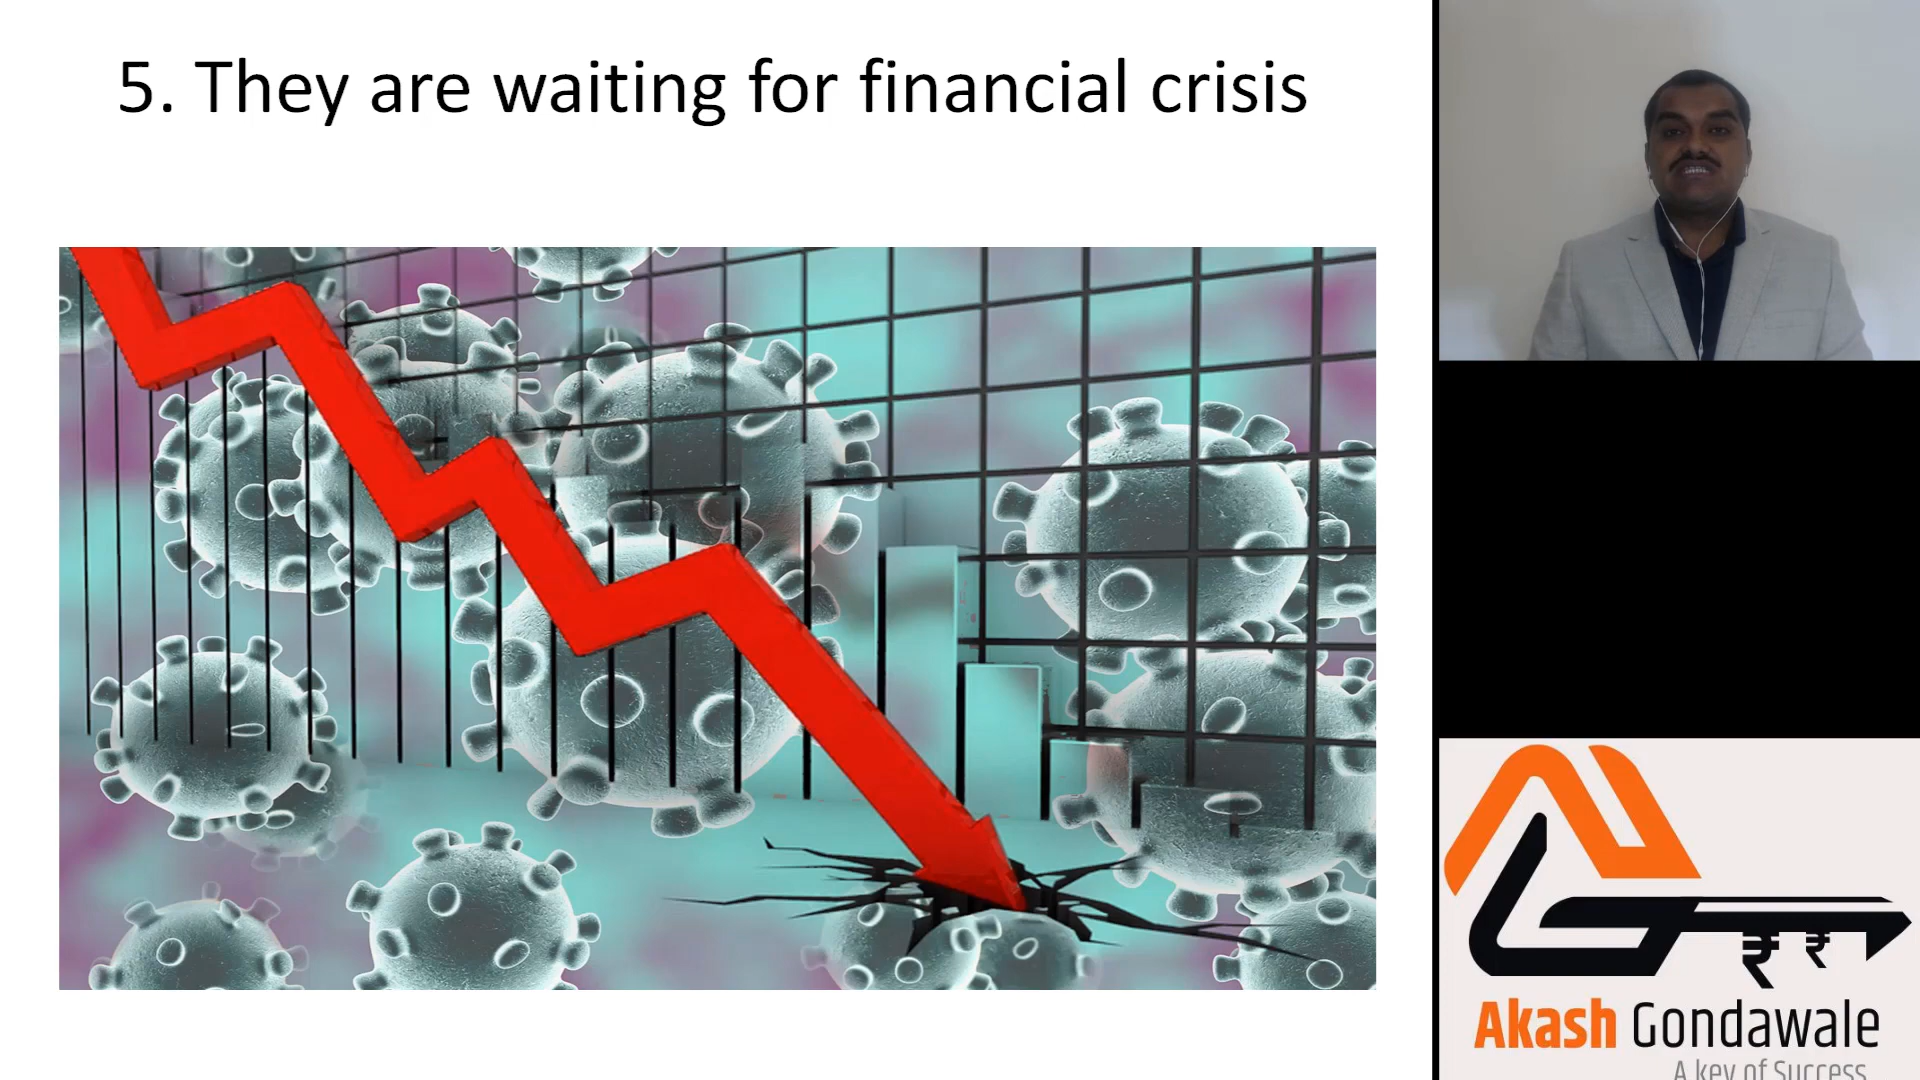 5. They are waiting for financial crisis
₹ ₹
Akash Gondawale
A key of Success